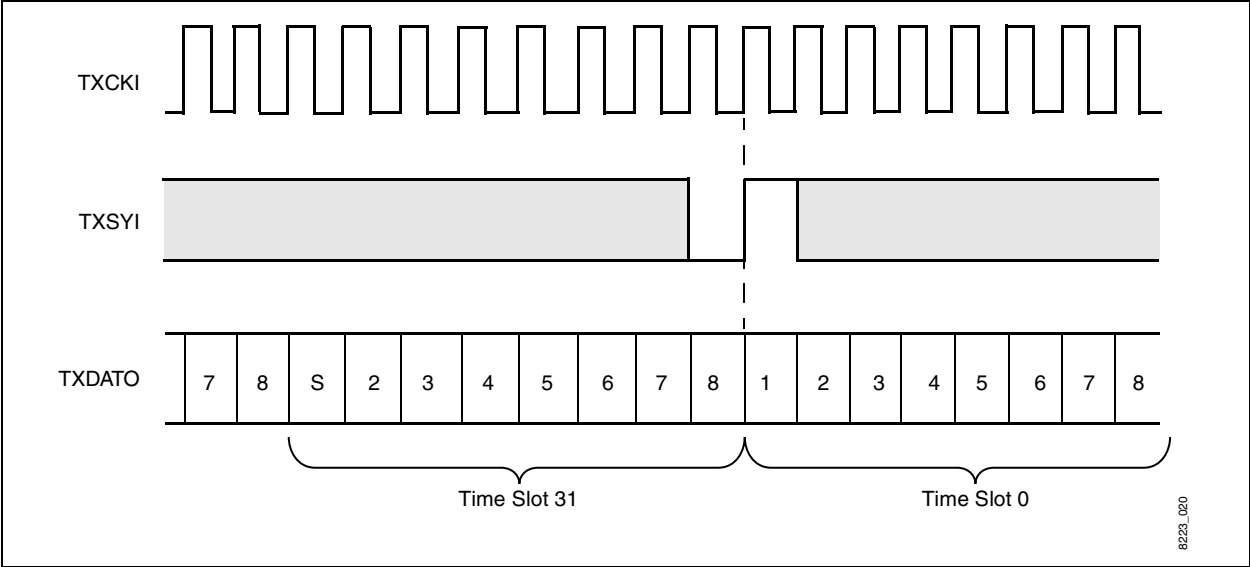 TXCKI
TXSYI
TXDATO
7 8 S 2 3 4 5 6 7 8 1 2 3 4 5 6 7 8
Time Slot 31
Time Slot 0
8223_020